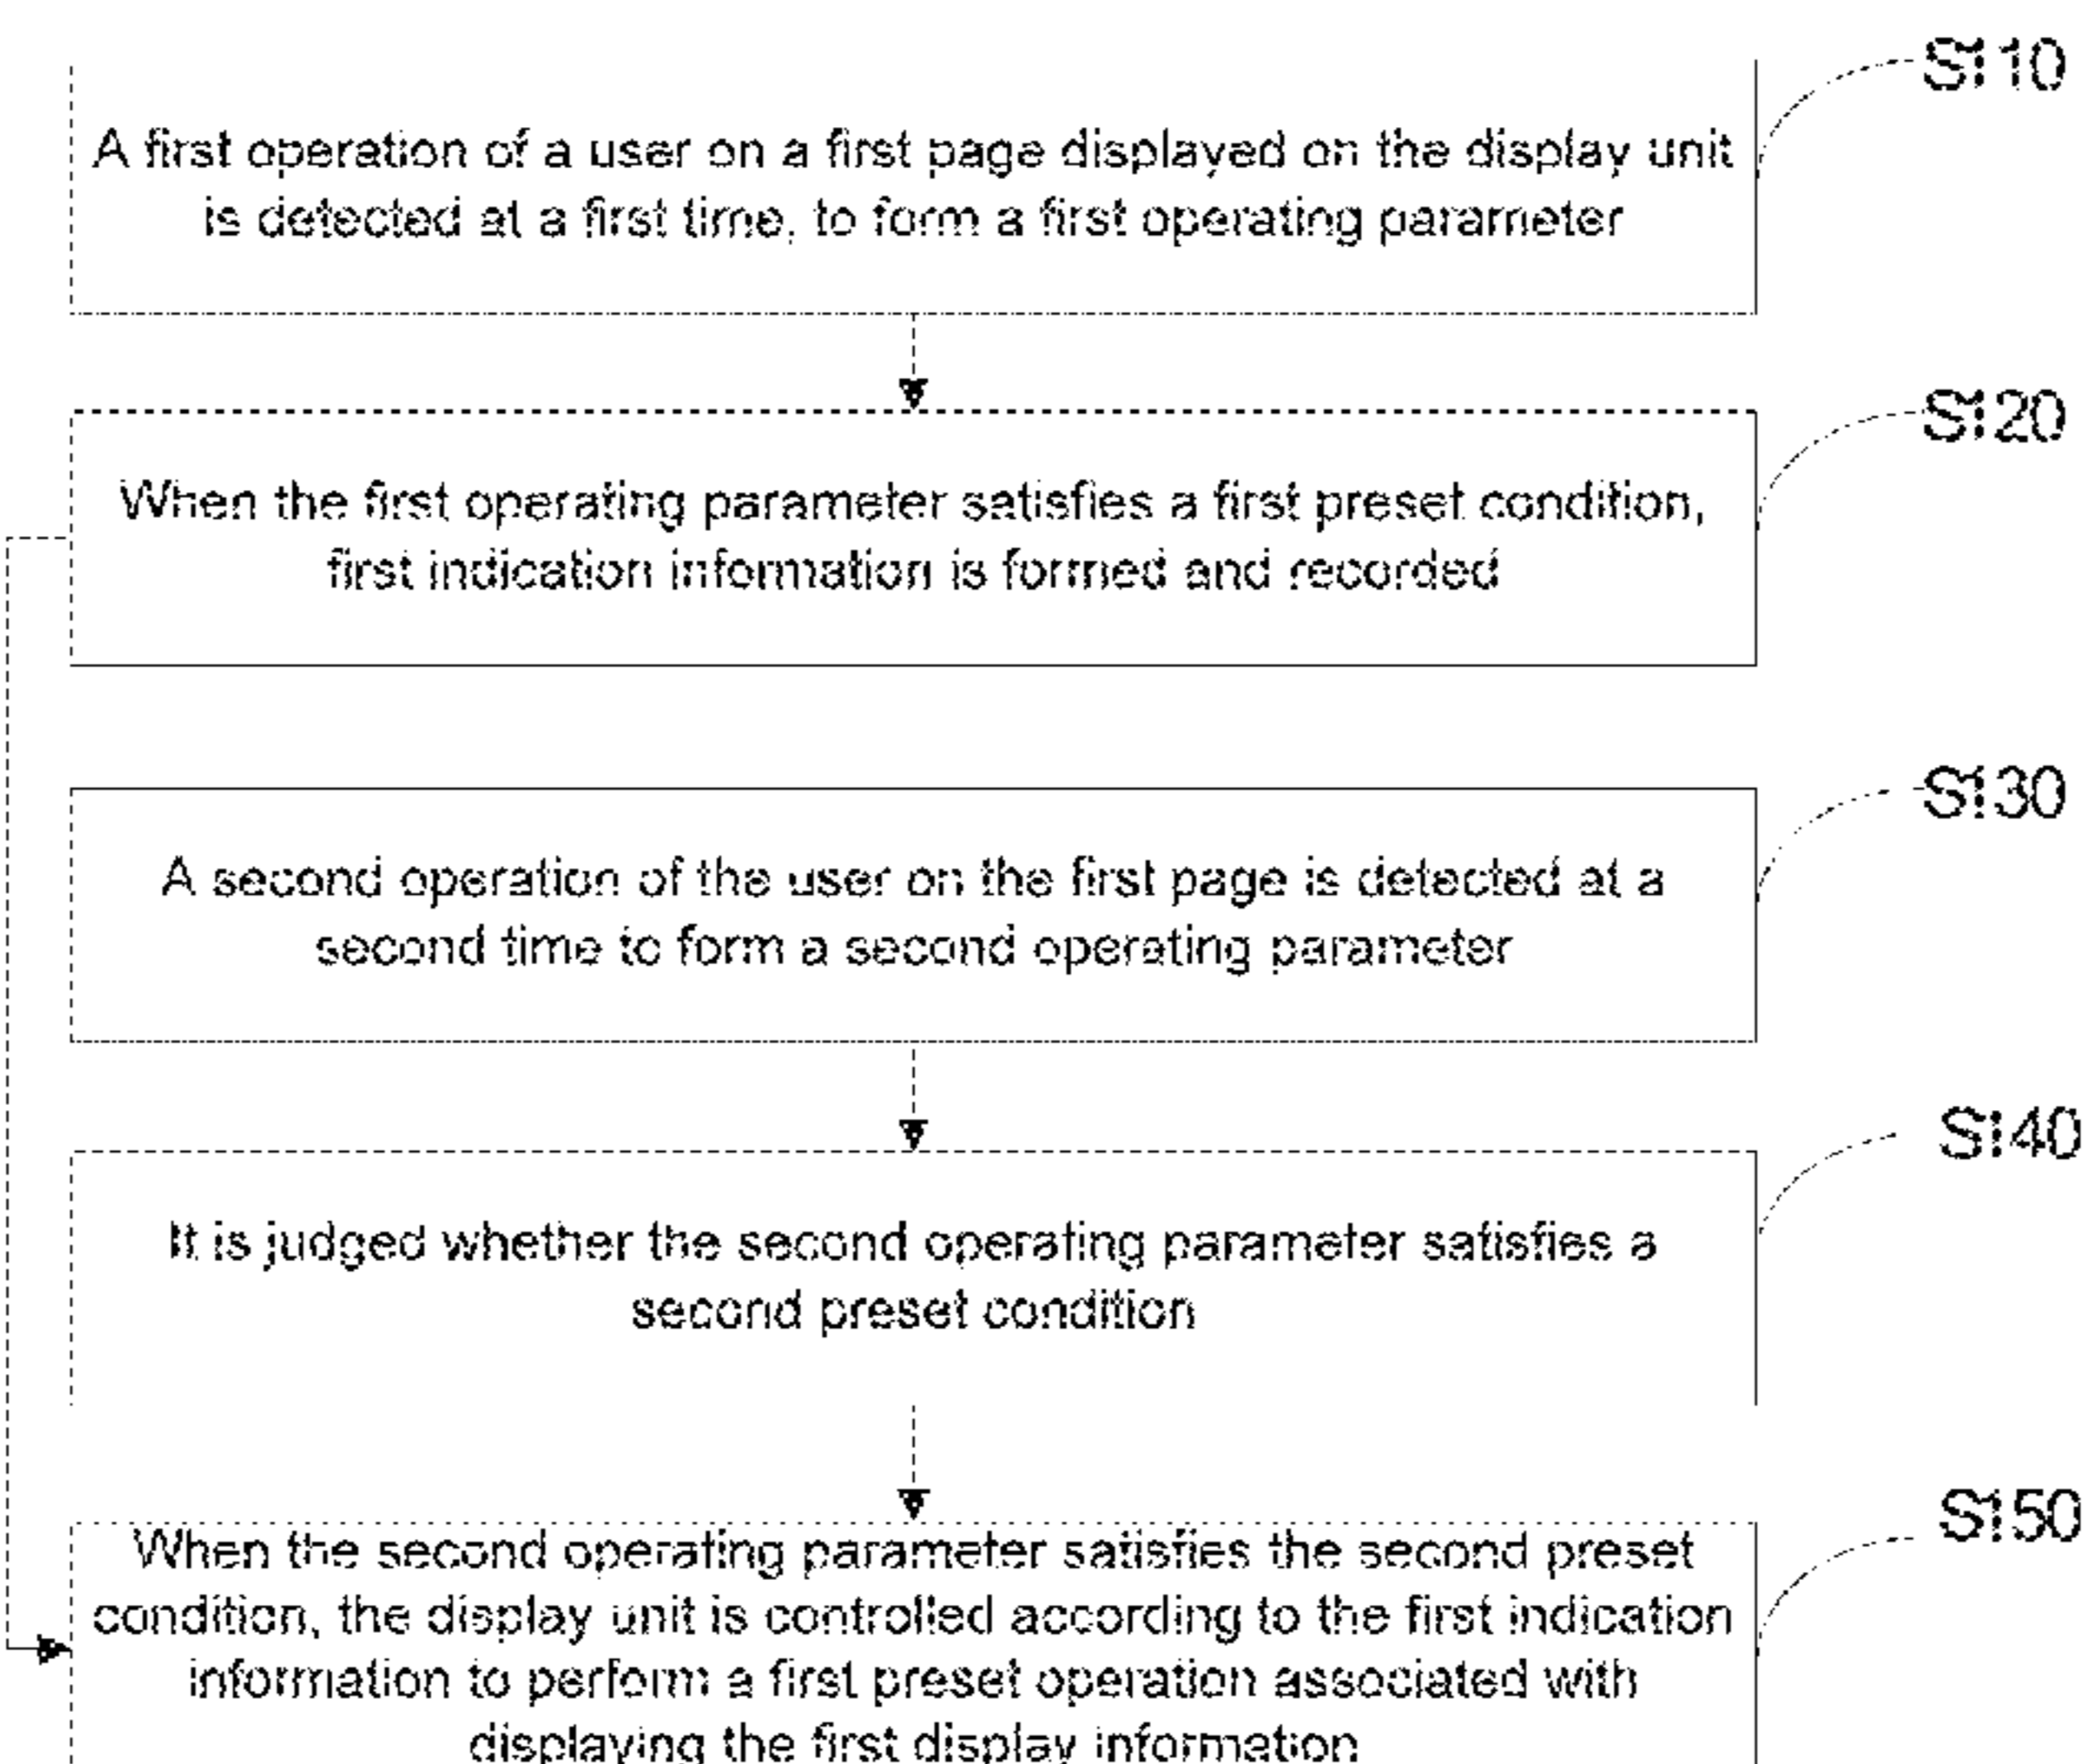 S110
A first operation of a user on a first page displayed on the display unit
is detected at a first time, to form a first operating parameter
S120
When the first operating parameter satisfies a first preset condition,
first indication information is formed and recorded
S130
A second operation of the user on the first page is detected at a
second time to form a second operating parameter
S140
It is judged whether the second operating parameter satisfies a
second preset condition
S150
When the second operating parameter satisfies the second preset
condition, the display unit is controlled according to the first indication
information to perform a first preset operation associated with
displaying the first display information